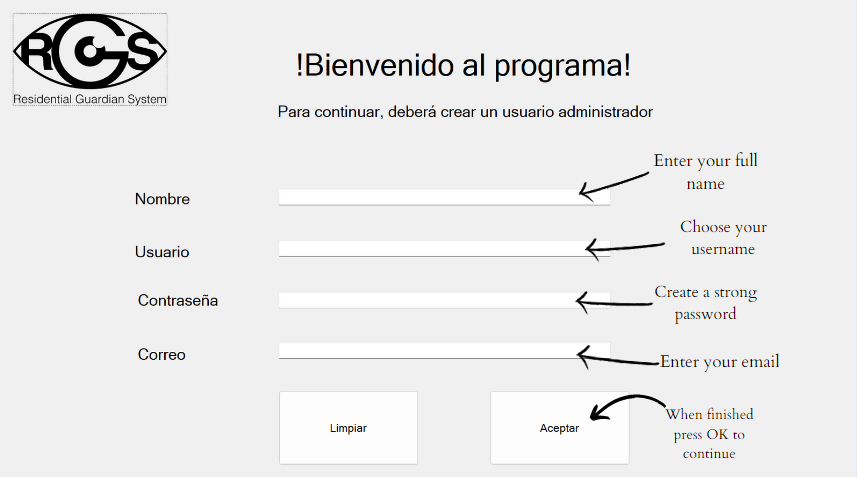 RGS
Residential Guardian System
!Bienvenido al programa!
Para continuar, deberá crear un usuario administrador
Nombre
Enter your full
name
Usuario
Choose your
username
Contraseña
Create a strong
password
Correo
Enter your email
Limpiar
Aceptar
When finished
press OK to
continue